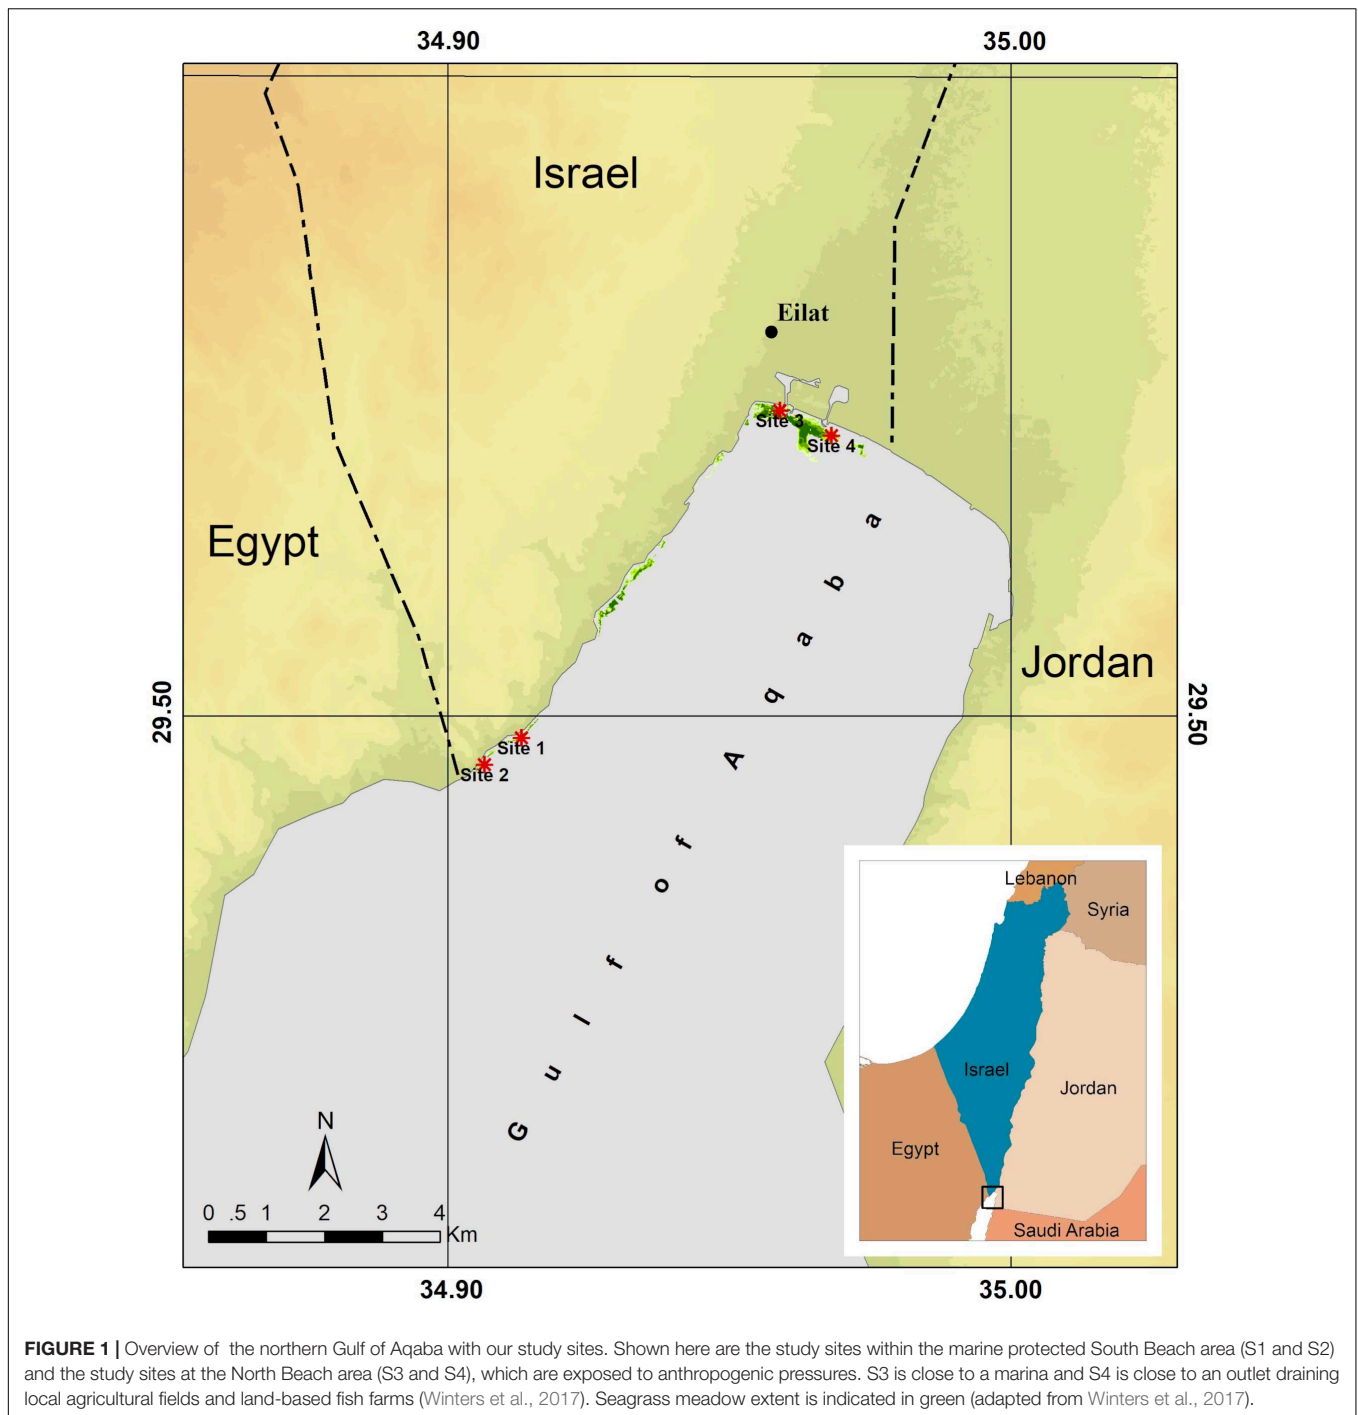 34.90 35.00
Israel
Eilat
Site 3
Site 4
Egypt
Gulf of Aqaba
Jordan
29.50 29.50
Site 1
Site 2
Lebanon
Syria
Israel
Jordan
Egypt
Saudi Arabia
N
0 .5 1 2 3 4
Km
34.90 35.00
FIGURE 1 | Overview of the northern Gulf of Aqaba with our study sites. Shown here are the study sites within the marine protected South Beach area (S1 and S2)
and the study sites at the North Beach area (S3 and S4), which are exposed to anthropogenic pressures. S3 is close to a marina and S4 is close to an outlet draining
local agricultural fields and land-based fish farms (Winters et al., 2017). Seagrass meadow extent is indicated in green (adapted from Winters et al., 2017).